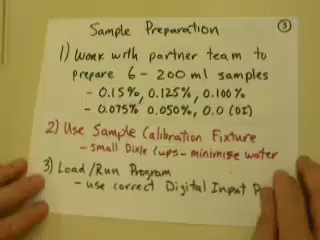 Sample Preparation
3
1) Work with partner team to
prepare 6 - 200 ml samples
- 0.15%, 0.125%, 0.100%
- 0.075% 0.050%, 0.0 (DI)
2) Use Sample Calibration Fixture
- small Dixie Cups - minimise water
3) Load/Run Program
- use correct Digital Input